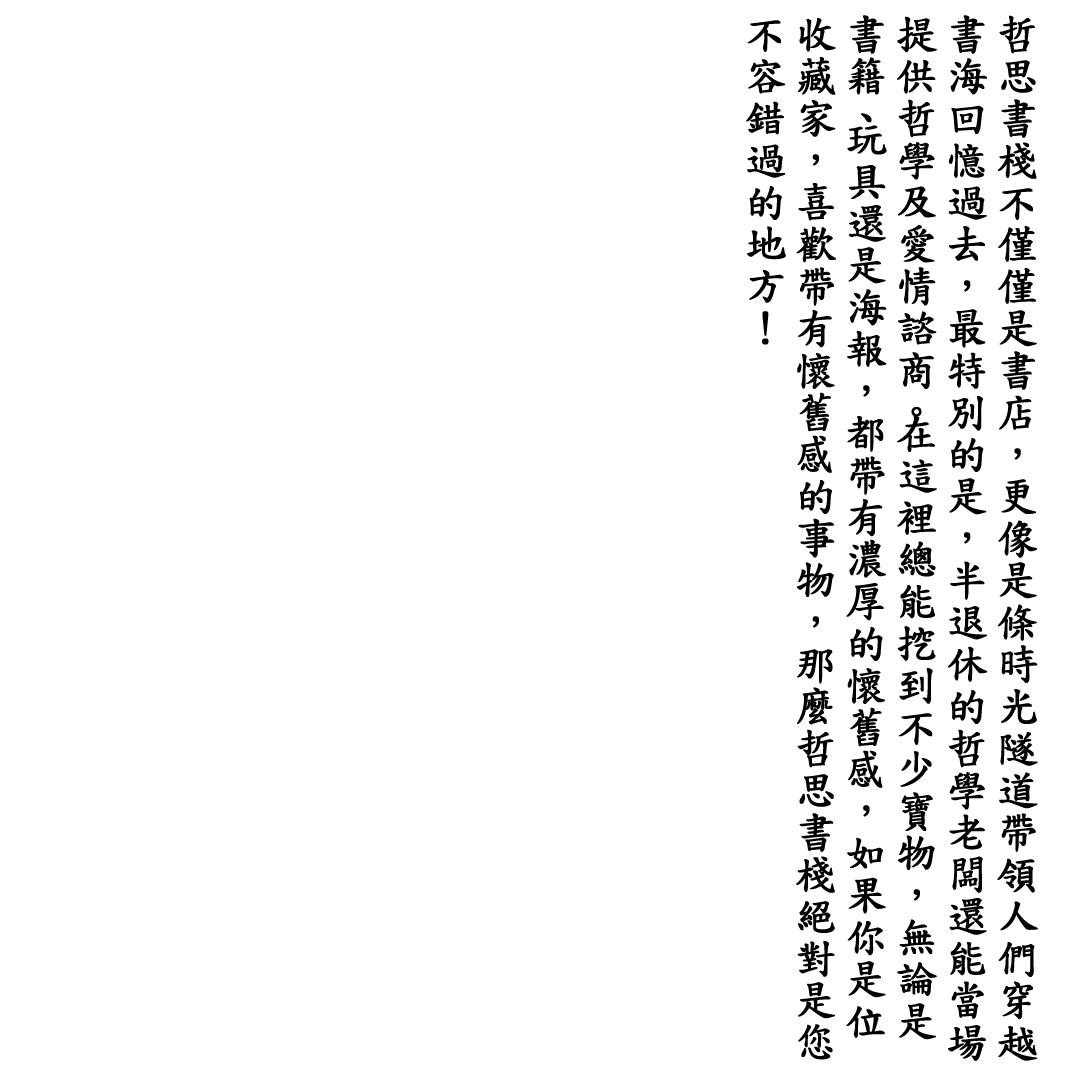 哲思書棧不僅僅是書店，更像是條時光隧道帶領人們穿越
書海回憶過去，最特別的是，半退休的哲學老闆還能當場
提供哲學及愛情諮商。在這裡總能挖到不少寶物，無論是
書籍、玩具還是海報，都帶有濃厚的懷舊感，如果你是位
收藏家，喜歡帶有懷舊感的事物，那麼哲思書棧絕對是您
不容錯過的地方！